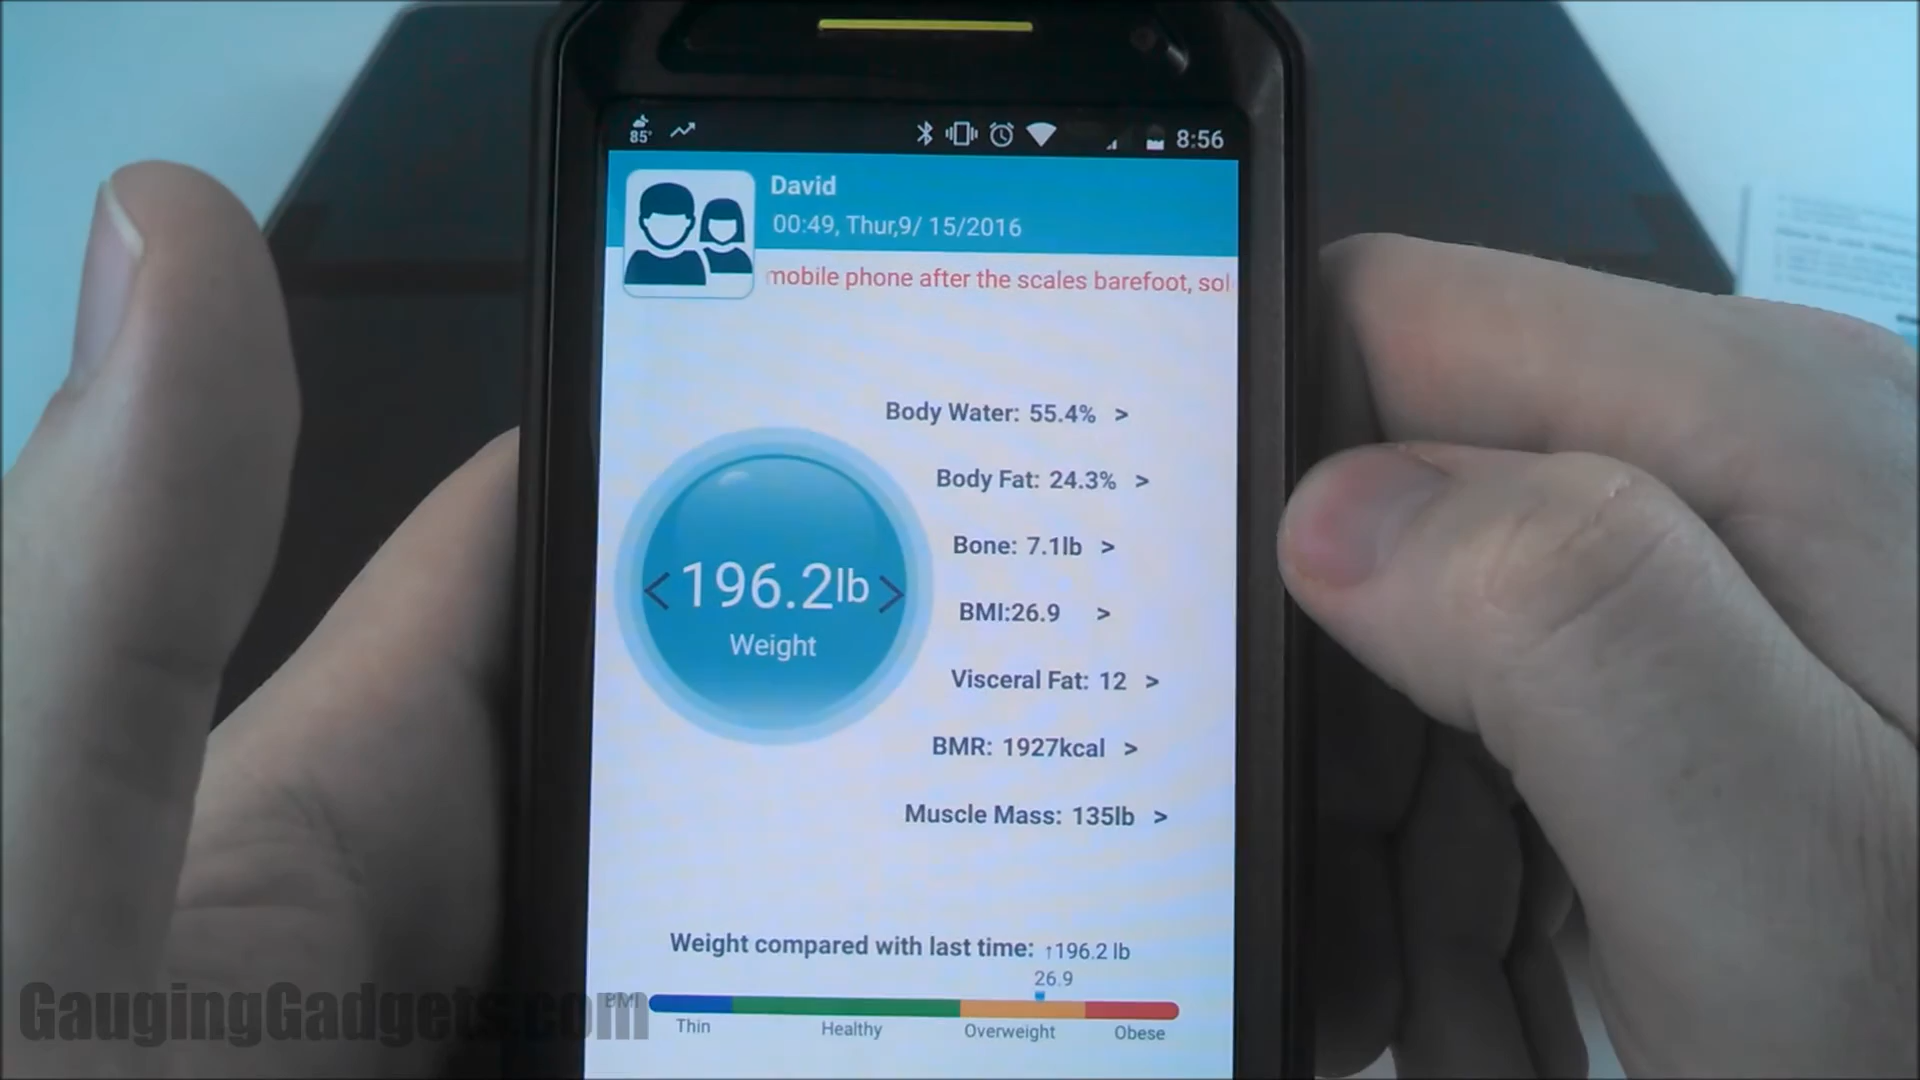 85°
8:56
David
00:49, Thur,9/ 15/2016
mobile phone after the scales barefoot, sol
Body Water: 55.4% >
Body Fat: 24.3% >
Bone: 7.1lb >
BMI:26.9 >
< 196.2lb >
Weight
Visceral Fat: 12 >
BMR: 1927kcal >
Muscle Mass: 135lb >
Weight compared with last time: ↑196.2 lb
26.9
BMI
Thin Healthy Overweight Obese
GaugingGadgets.com